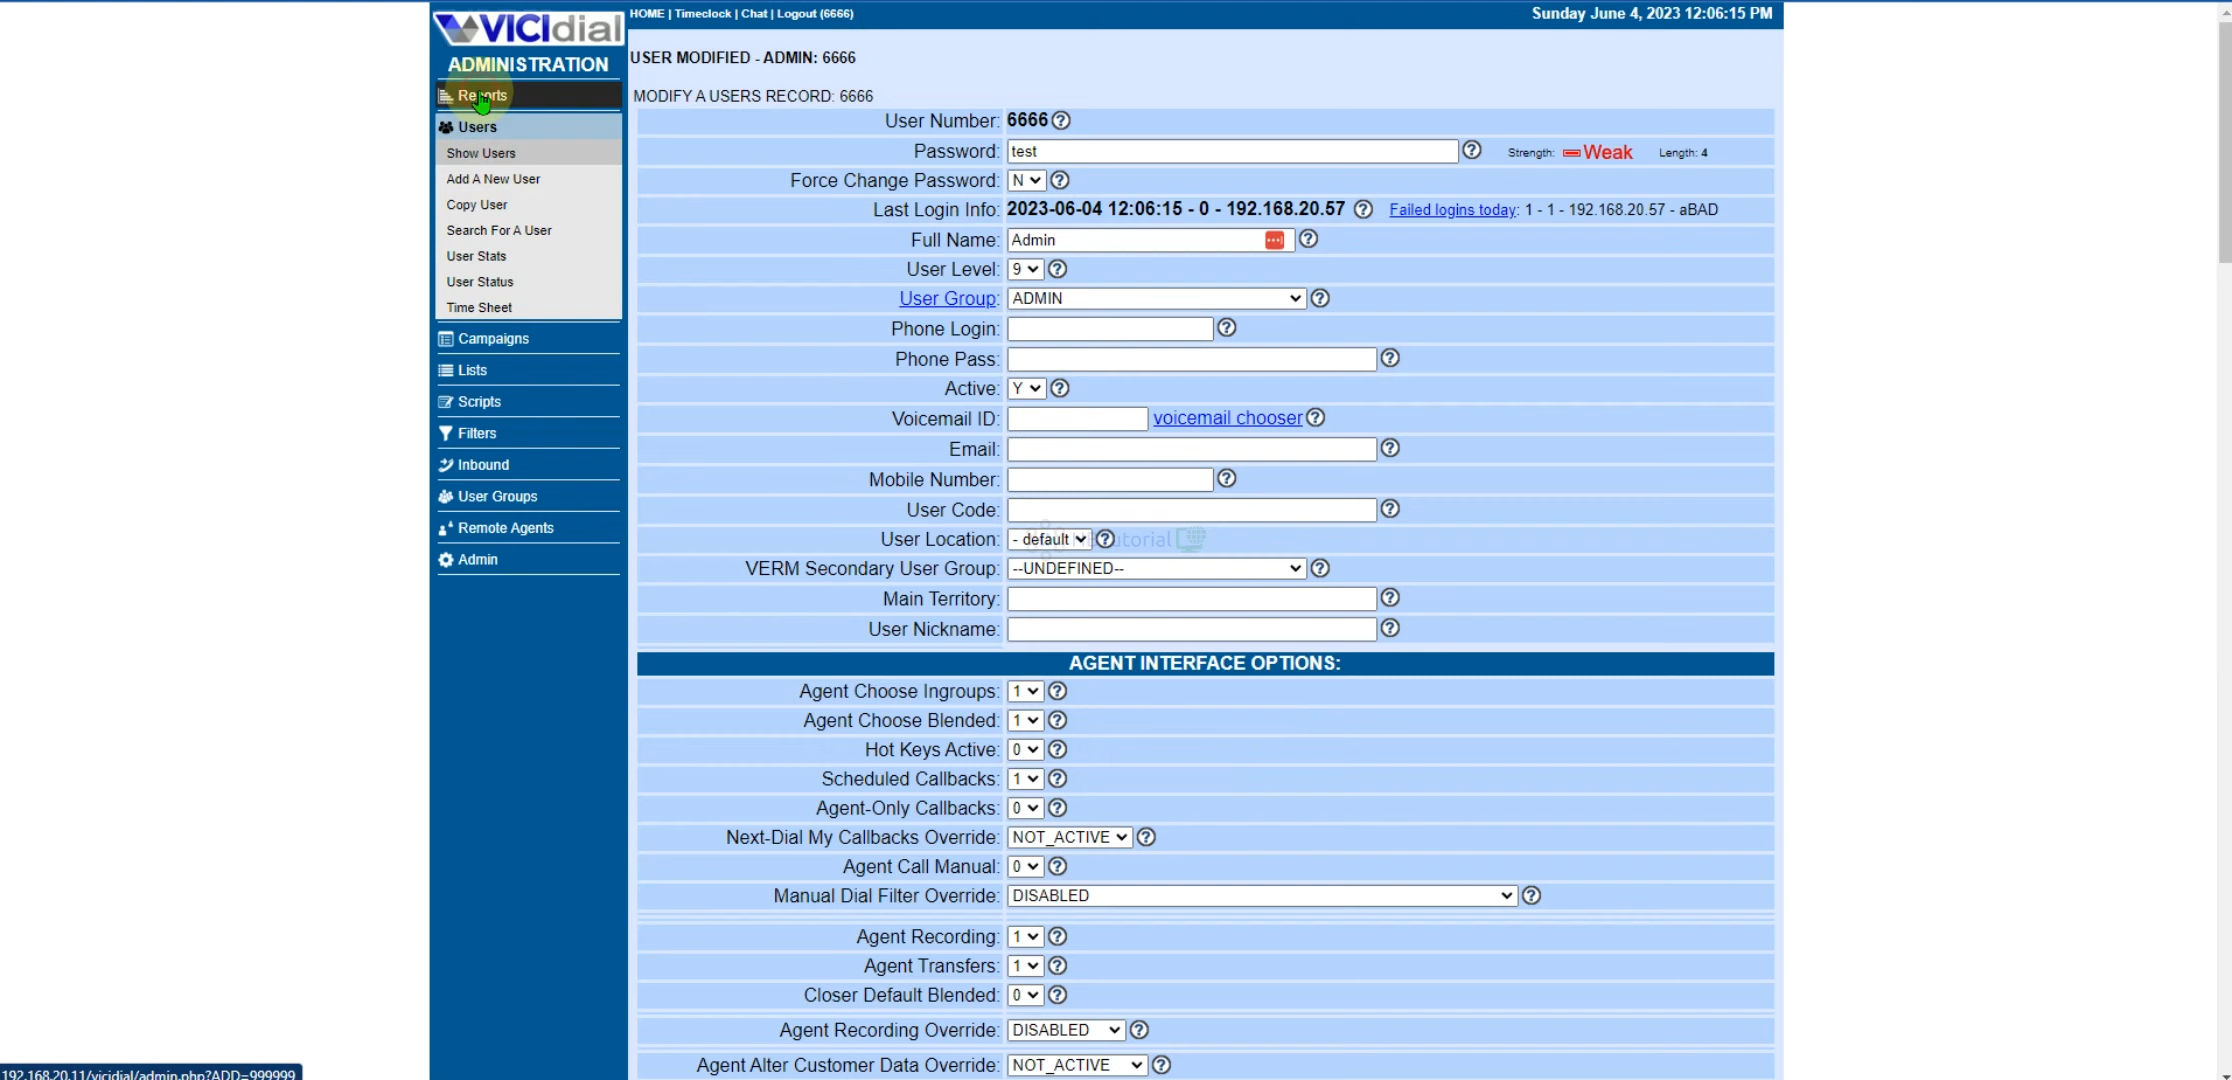 VICIdial
HOME | Timeclock | Chat | Logout (6666)
Sunday June 4, 2023 12:06:15 PM
ADMINISTRATION
Reports
Users
Show Users
Add A New User
Copy User
Search For A User
User Stats
User Status
Time Sheet
Campaigns
Lists
Scripts
Filters
Inbound
User Groups
Remote Agents
Admin
USER MODIFIED - ADMIN: 6666
MODIFY A USERS RECORD: 6666
User Number: 6666
Password: test Strength: Weak Length: 4
Force Change Password: N
Last Login Info: 2023-06-04 12:06:15 - 0 - 192.168.20.57 Failed logins today: 1 - 1 - 192.168.20.57 - aBAD
Full Name: Admin
User Level: 9
User Group: ADMIN
Phone Login:
Phone Pass:
Active: Y
Voicemail ID: voicemail chooser
Email:
Mobile Number:
User Code:
User Location: - default
VERM Secondary User Group: --UNDEFINED--
Main Territory:
User Nickname:
AGENT INTERFACE OPTIONS:
Agent Choose Ingroups: 1
Agent Choose Blended: 1
Hot Keys Active: 0
Scheduled Callbacks: 1
Agent-Only Callbacks: 0
Next-Dial My Callbacks Override: NOT_ACTIVE
Agent Call Manual: 0
Manual Dial Filter Override: DISABLED
Agent Recording: 1
Agent Transfers: 1
Closer Default Blended: 0
Agent Recording Override: DISABLED
Agent Alter Customer Data Override: NOT_ACTIVE
192.168.20.11/vicidial/admin.php?ADD=999999